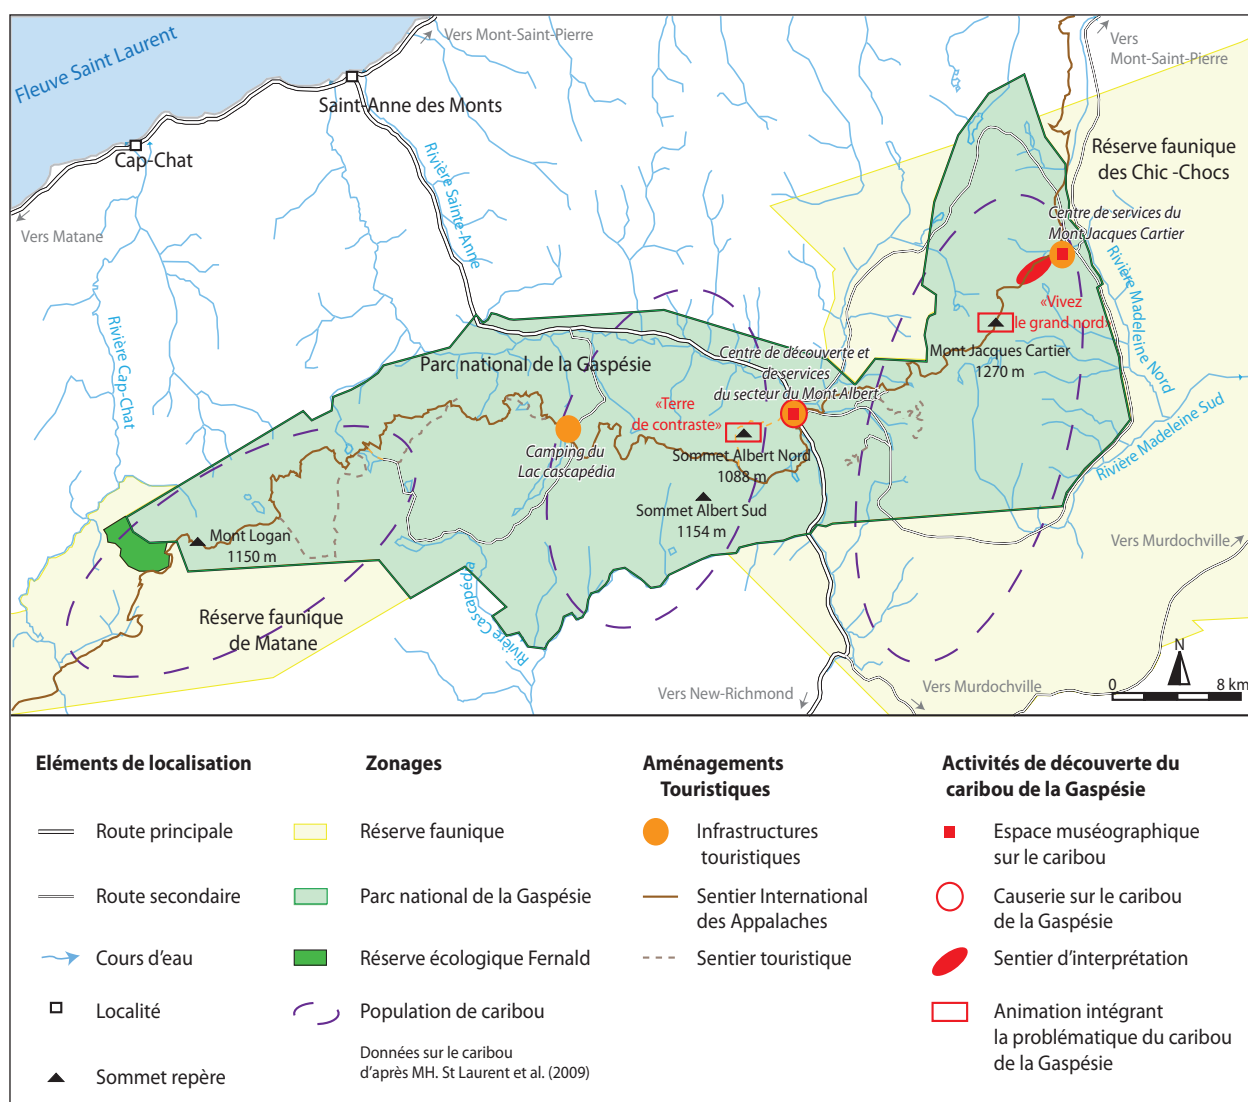 Fleuve Saint Laurent
Vers Mont-Saint-Pierre
Vers
Mont-Saint-Pierre
Saint-Anne des Monts
Cap-Chat
Vers Matane
Rivière Sainte-Anne
Rivière Cap-Chat
Réserve faunique
des Chic -Chocs
Centre de services du
Mont Jacques Cartier
Rivière Madeleine Nord
«Vivez
le grand nord»
Mont Jacques Cartier
1270 m
Parc national de la Gaspésie
Centre de découverte et
de services
du secteur du Mont Albert
«Terre
de contraste»
Sommet Albert Nord
1088 m
Camping du
Lac cascapédia
Rivière Madeleine Sud
Sommet Albert Sud
1154 m
Mont Logan
1150 m
Vers Murdochville
Rivière Cascapédia
Réserve faunique
de Matane
Vers New-Richmond
Vers Murdochville
N
0 8 km
Eléments de localisation
Route principale
Route secondaire
Cours d'eau
Localité
Sommet repère
Zonages
Réserve faunique
Parc national de la Gaspésie
Réserve écologique Fernald
Population de caribou
Données sur le caribou
d'après MH. St Laurent et al. (2009)
Aménagements
Touristiques
Infrastructures
touristiques
Sentier International
des Appalaches
Sentier touristique
Activités de découverte du
caribou de la Gaspésie
Espace muséographique
sur le caribou
Causerie sur le caribou
de la Gaspésie
Sentier d'interprétation
Animation intégrant
la problématique du caribou
de la Gaspésie